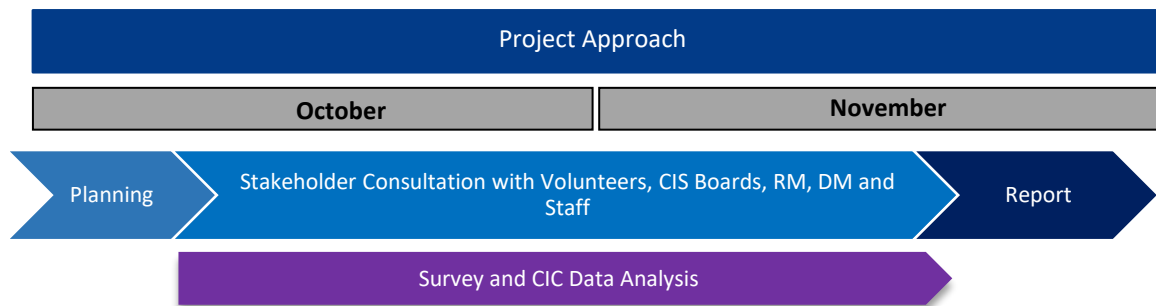 Project Approach
October
November
Planning
Stakeholder Consultation with Volunteers, CIS Boards, RM, DM and
Staff
Report
Survey and CIC Data Analysis